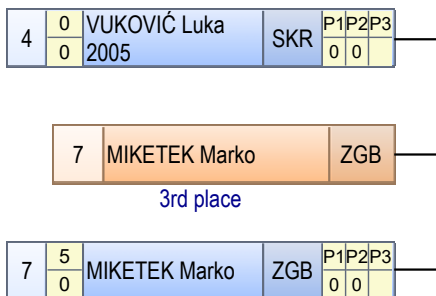 4 0 VUKOVIĆ Luka SKR P1 P2 P3
0 2005 0 0
7 MIKETEK Marko ZGB
3rd place
7 5 MIKETEK Marko ZGB P1 P2 P3
0 0 0